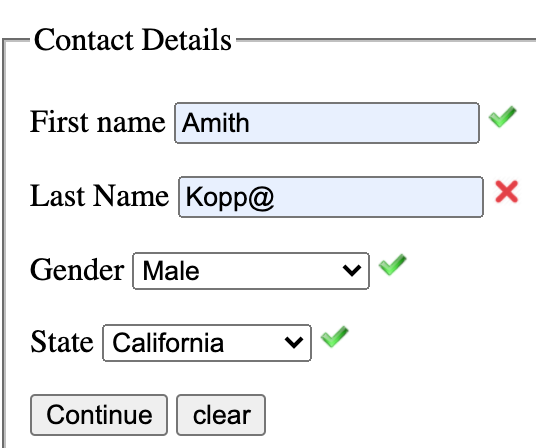 Contact Details
First name Amith
Last Name Kopp@
Gender Male
State California
Continue clear